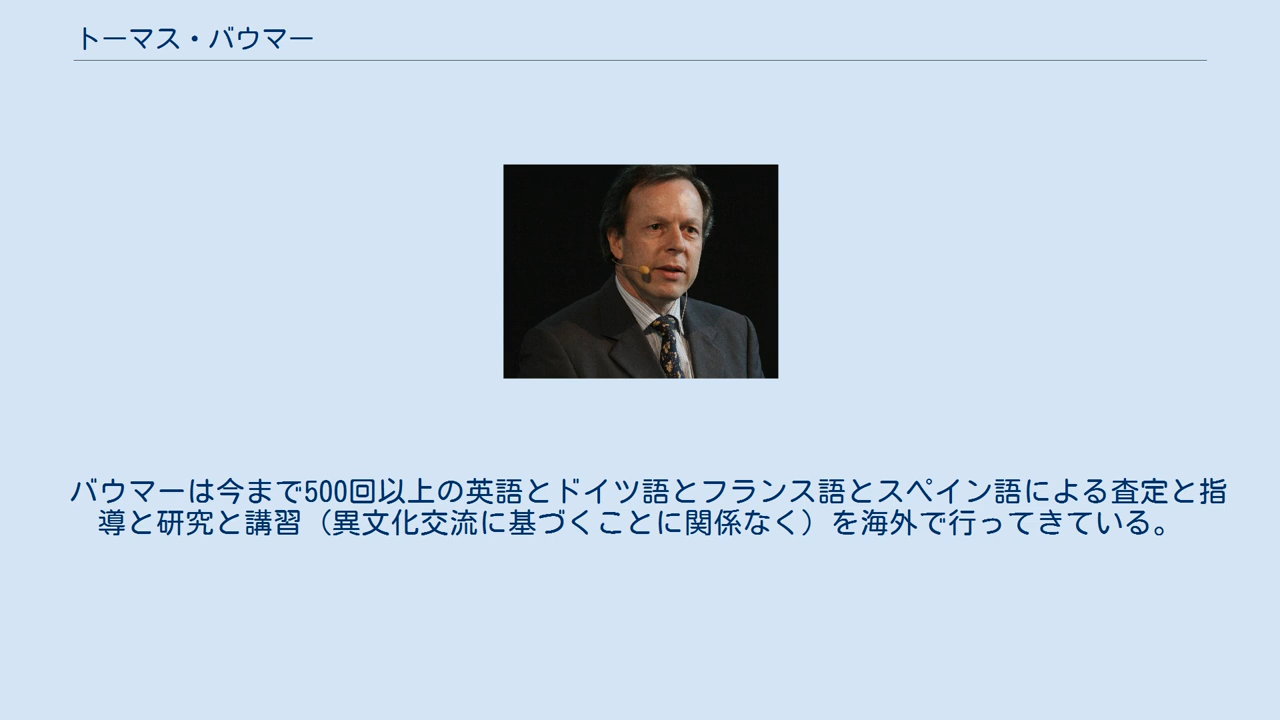 トーマス・バウマー
バウマーは今まで500回以上の英語とドイツ語とフランス語とスペイン語による査定と指
導と研究と講習（異文化交流に基づくことに関係なく）を海外で行ってきている。